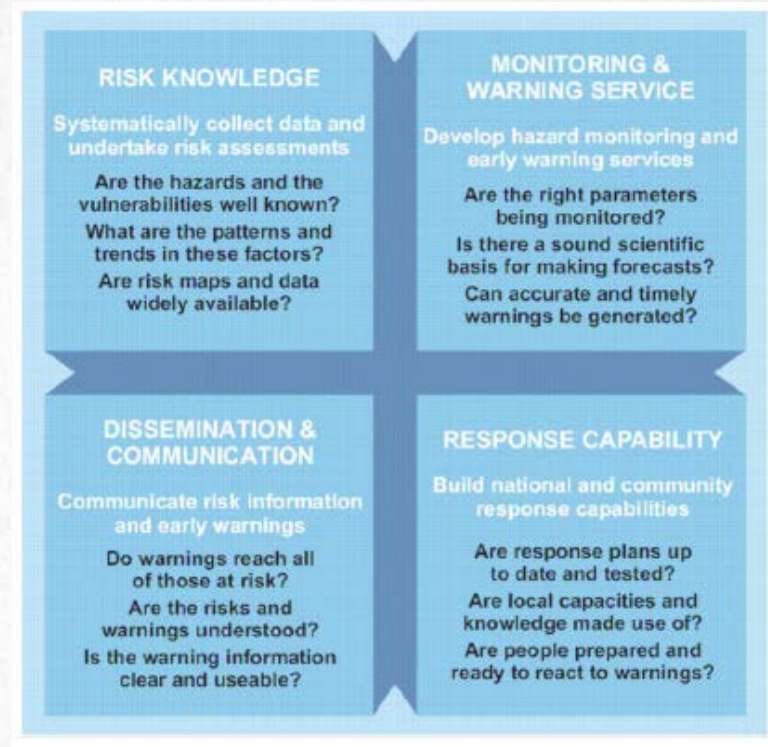 RISK KNOWLEDGE
Systematically collect data and
undertake risk assessments
Are the hazards and the
vulnerabilities well known?
What are the patterns and
trends in these factors?
Are risk maps and data
widely available?
MONITORING &
WARNING SERVICE
Develop hazard monitoring and
early warning services
Are the right parameters
being monitored?
Is there a sound scientific
basis for making forecasts?
Can accurate and timely
warnings be generated?
DISSEMINATION &
COMMUNICATION
Communicate risk information
and early warnings
Do warnings reach all
of those at risk?
Are the risks and
warnings understood?
Is the warning information
clear and useable?
RESPONSE CAPABILITY
Build national and community
response capabilities
Are response plans up
to date and tested?
Are local capacities and
knowledge made use of?
Are people prepared and
ready to react to warnings?